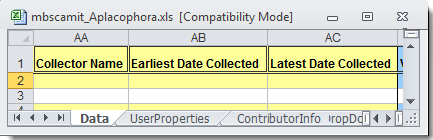 mbscamit_Aplacophora.xls [Compatibility Mode]
AA AB AC
1 Collector Name Earliest Date Collected Latest Date Collected
2
3
Data UserProperties ContributorInfo